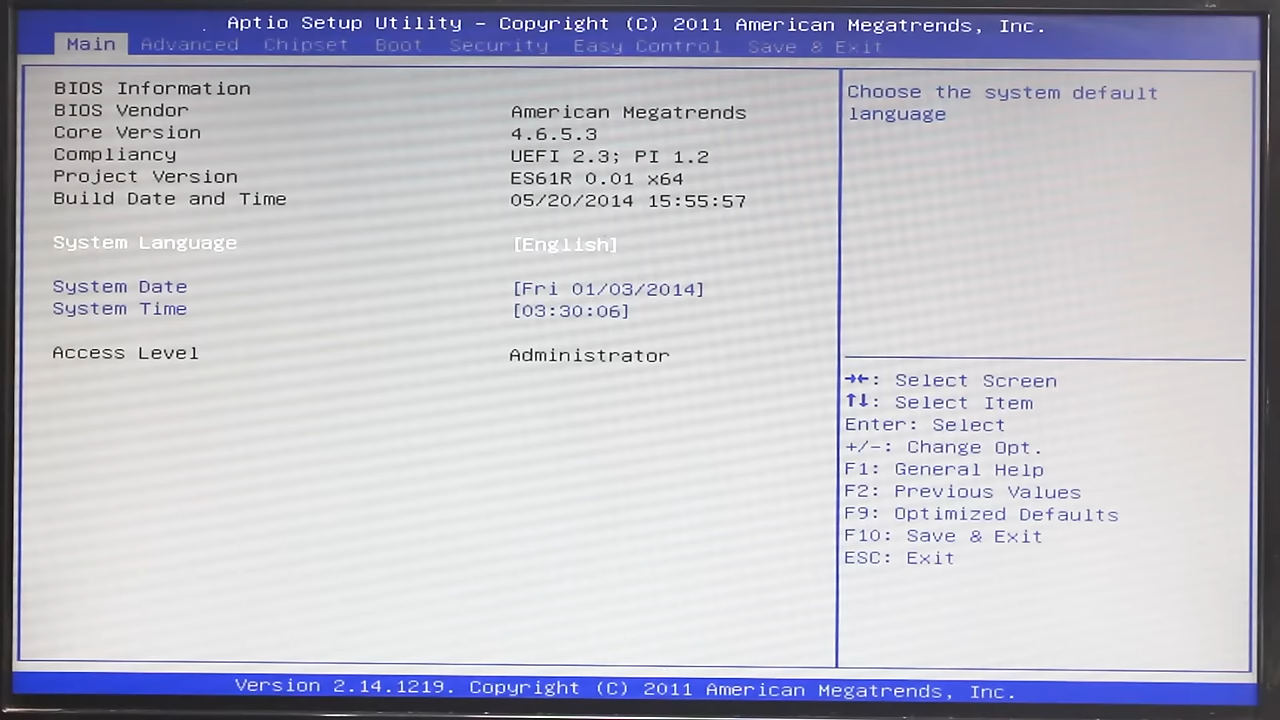 Aptio Setup Utility – Copyright (C) 2011 American Megatrends, Inc.
Main Advanced Chipset Boot Security Easy Control Save & Exit
BIOS Information
BIOS Vendor American Megatrends
Core Version 4.6.5.3
Compliancy UEFI 2.3; PI 1.2
Project Version ES61R 0.01 x64
Build Date and Time 05/20/2014 15:55:57
System Language [English]
System Date [Fri 01/03/2014]
System Time [03:30:06]
Access Level Administrator
Choose the system default
language
→←: Select Screen
↑↓: Select Item
Enter: Select
+/-: Change Opt.
F1: General Help
F2: Previous Values
F9: Optimized Defaults
F10: Save & Exit
ESC: Exit
Version 2.14.1219. Copyright (C) 2011 American Megatrends, Inc.